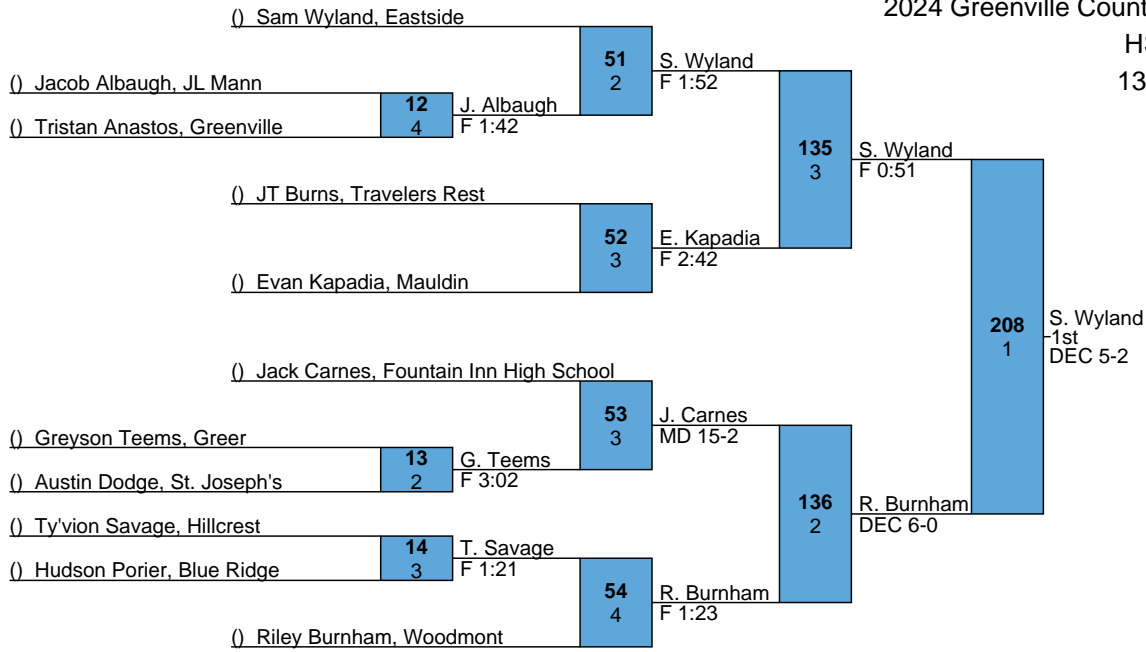 2024 Greenville Count
HS
13
() Sam Wyland, Eastside
51
2
S. Wyland
F 1:52
() Jacob Albaugh, JL Mann
12
4
J. Albaugh
F 1:42
() Tristan Anastos, Greenville
135
3
S. Wyland
F 0:51
() JT Burns, Travelers Rest
52
3
E. Kapadia
F 2:42
() Evan Kapadia, Mauldin
208
1
S. Wyland
1st
DEC 5-2
() Jack Carnes, Fountain Inn High School
53
3
J. Carnes
MD 15-2
() Greyson Teems, Greer
13
2
G. Teems
F 3:02
() Austin Dodge, St. Joseph's
136
2
R. Burnham
DEC 6-0
() Ty'vion Savage, Hillcrest
14
3
T. Savage
F 1:21
() Hudson Porier, Blue Ridge
54
4
R. Burnham
F 1:23
() Riley Burnham, Woodmont